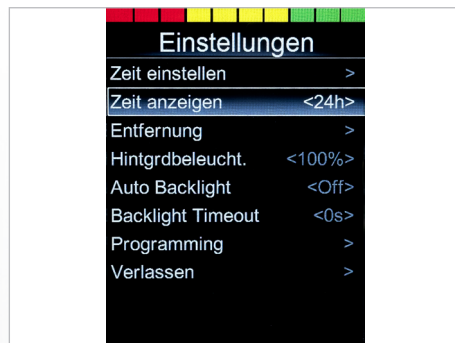 Einstellungen
Zeit einstellen >
Zeit anzeigen <24h>
Entfernung >
Hintgrdbeleucht. <100%>
Auto Backlight <Off>
Backlight Timeout <0s>
Programming >
Verlassen >